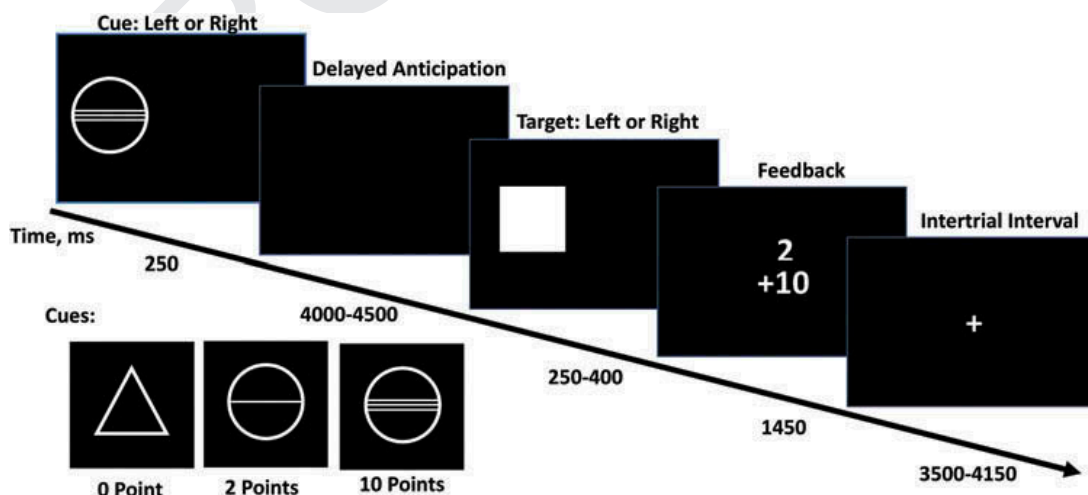 Cue: Left or Right
Delayed Anticipation
Target: Left or Right
Feedback
2
+10
Intertrial Interval
+
Time, ms
250
4000-4500
250-400
1450
3500-4150
Cues:
0 Point
2 Points
10 Points